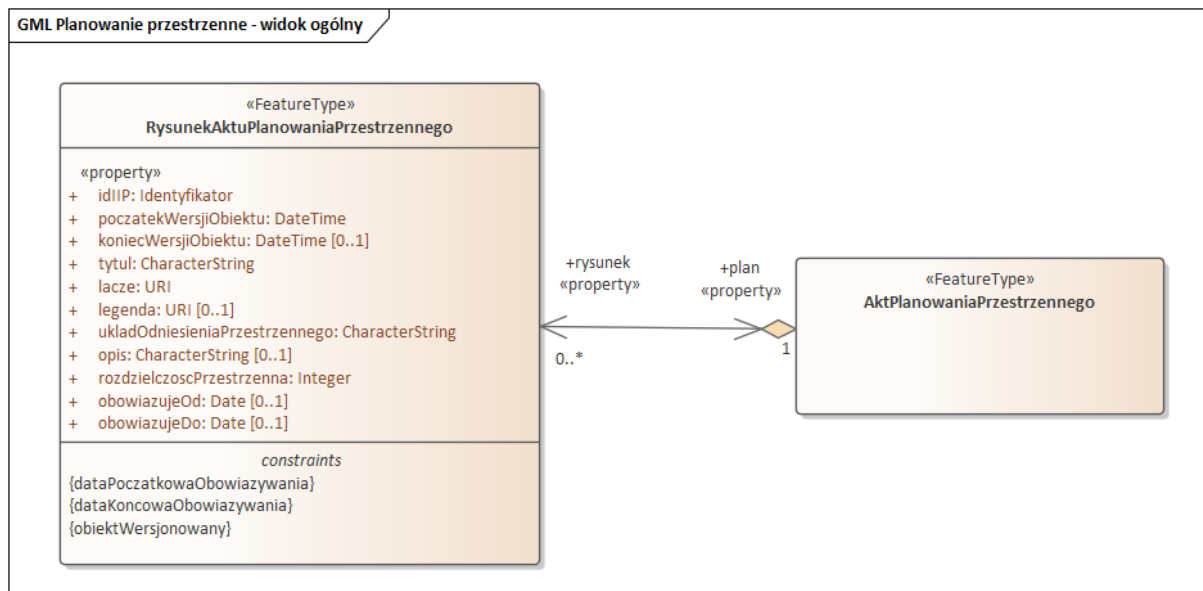 GML Planowanie przestrzenne - widok ogólny
«FeatureType»
RysunekAktuPlanowaniaPrzestrzennego
«property»
+ idIIP: Identyfikator
+ poczatekWersjiObiektu: DateTime
+ koniecWersjiObiektu: DateTime [0..1]
+ tytul: CharacterString
+ lacze: URI
+ legenda: URI [0..1]
+ ukladOdniesieniaPrzestrzennego: CharacterString
+ opis: CharacterString [0..1]
+ rozdzielczoscPrzestrzenna: Integer
+ obowiazujeOd: Date [0..1]
+ obowiazujeDo: Date [0..1]
constraints
{dataPoczatkowaObowiazywania}
{dataKoncowaObowiazywania}
{obiektWersjonowany}
+rysunek
«property»
0..*
+plan
«property»
1
«FeatureType»
AktPlanowaniaPrzestrzennego